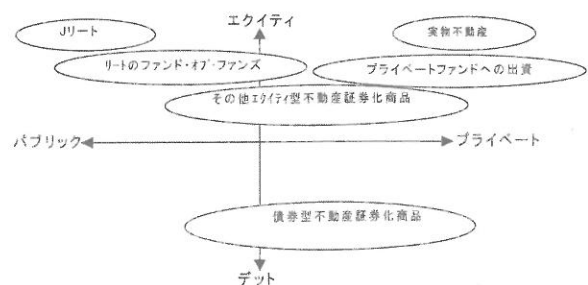 エクイティ
Jリート
実物不動産
リートのファンド・オブ・ファンズ
プライベートファンドへの出資
その他エクイティ型不動産証券化商品
パブリック
プライベート
債券型不動産証券化商品
デット